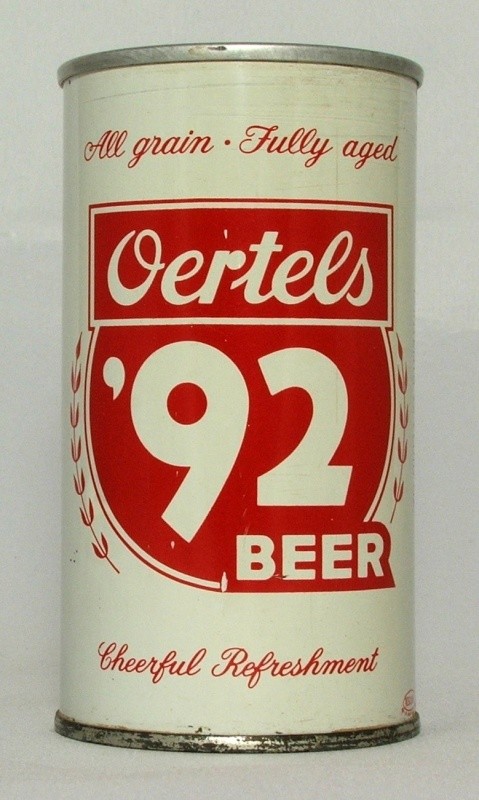 All grain · Fully aged
Oertels
'92
BEER
Cheerful Refreshment